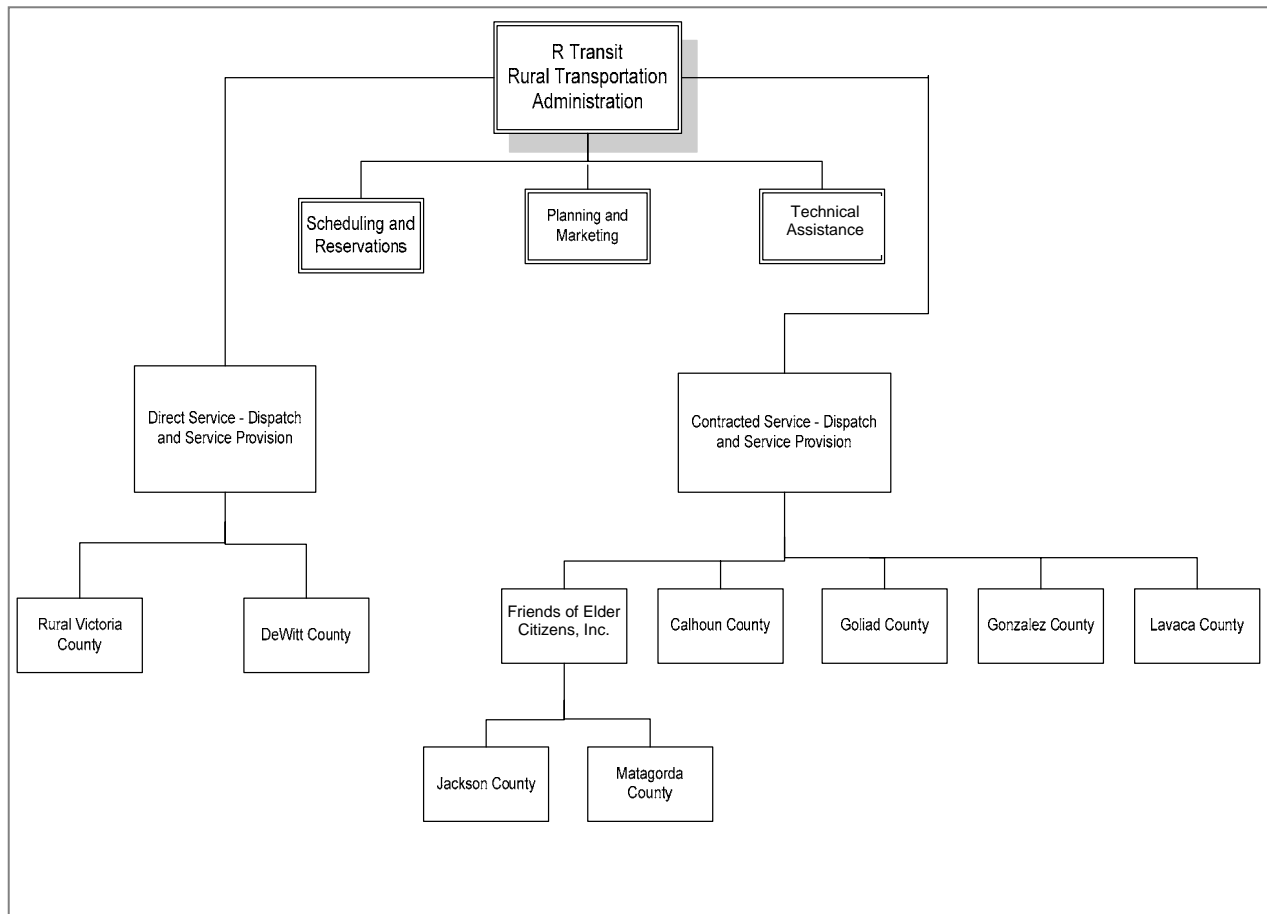 R Transit
Rural Transportation
Administration
Scheduling and
Reservations
Planning and
Marketing
Technical
Assistance
Direct Service - Dispatch
and Service Provision
Contracted Service - Dispatch
and Service Provision
Rural Victoria
County
DeWitt County
Friends of Elder
Citizens, Inc.
Calhoun County
Goliad County
Gonzalez County
Lavaca County
Jackson County
Matagorda
County